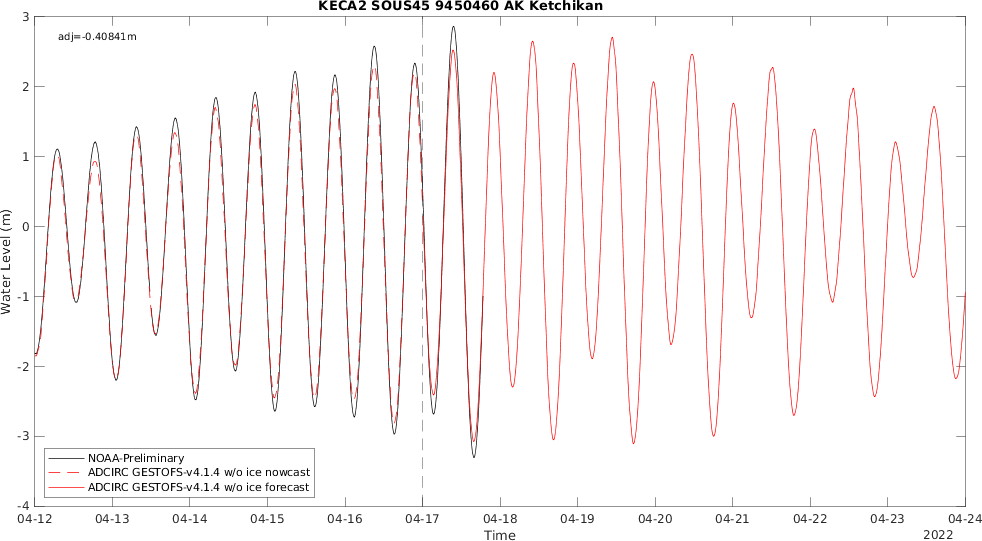 KECA2 SOUS45 9450460 AK Ketchikan
adj=-0.40841m
3
2
1
0
-1
-2
-3
-4
Water Level (m)
NOAA-Preliminary
ADCIRC GESTOFS-v4.1.4 w/o ice nowcast
ADCIRC GESTOFS-v4.1.4 w/o ice forecast
04-12 04-13 04-14 04-15 04-16 04-17 04-18 04-19 04-20 04-21 04-22 04-23 04-24
Time
2022